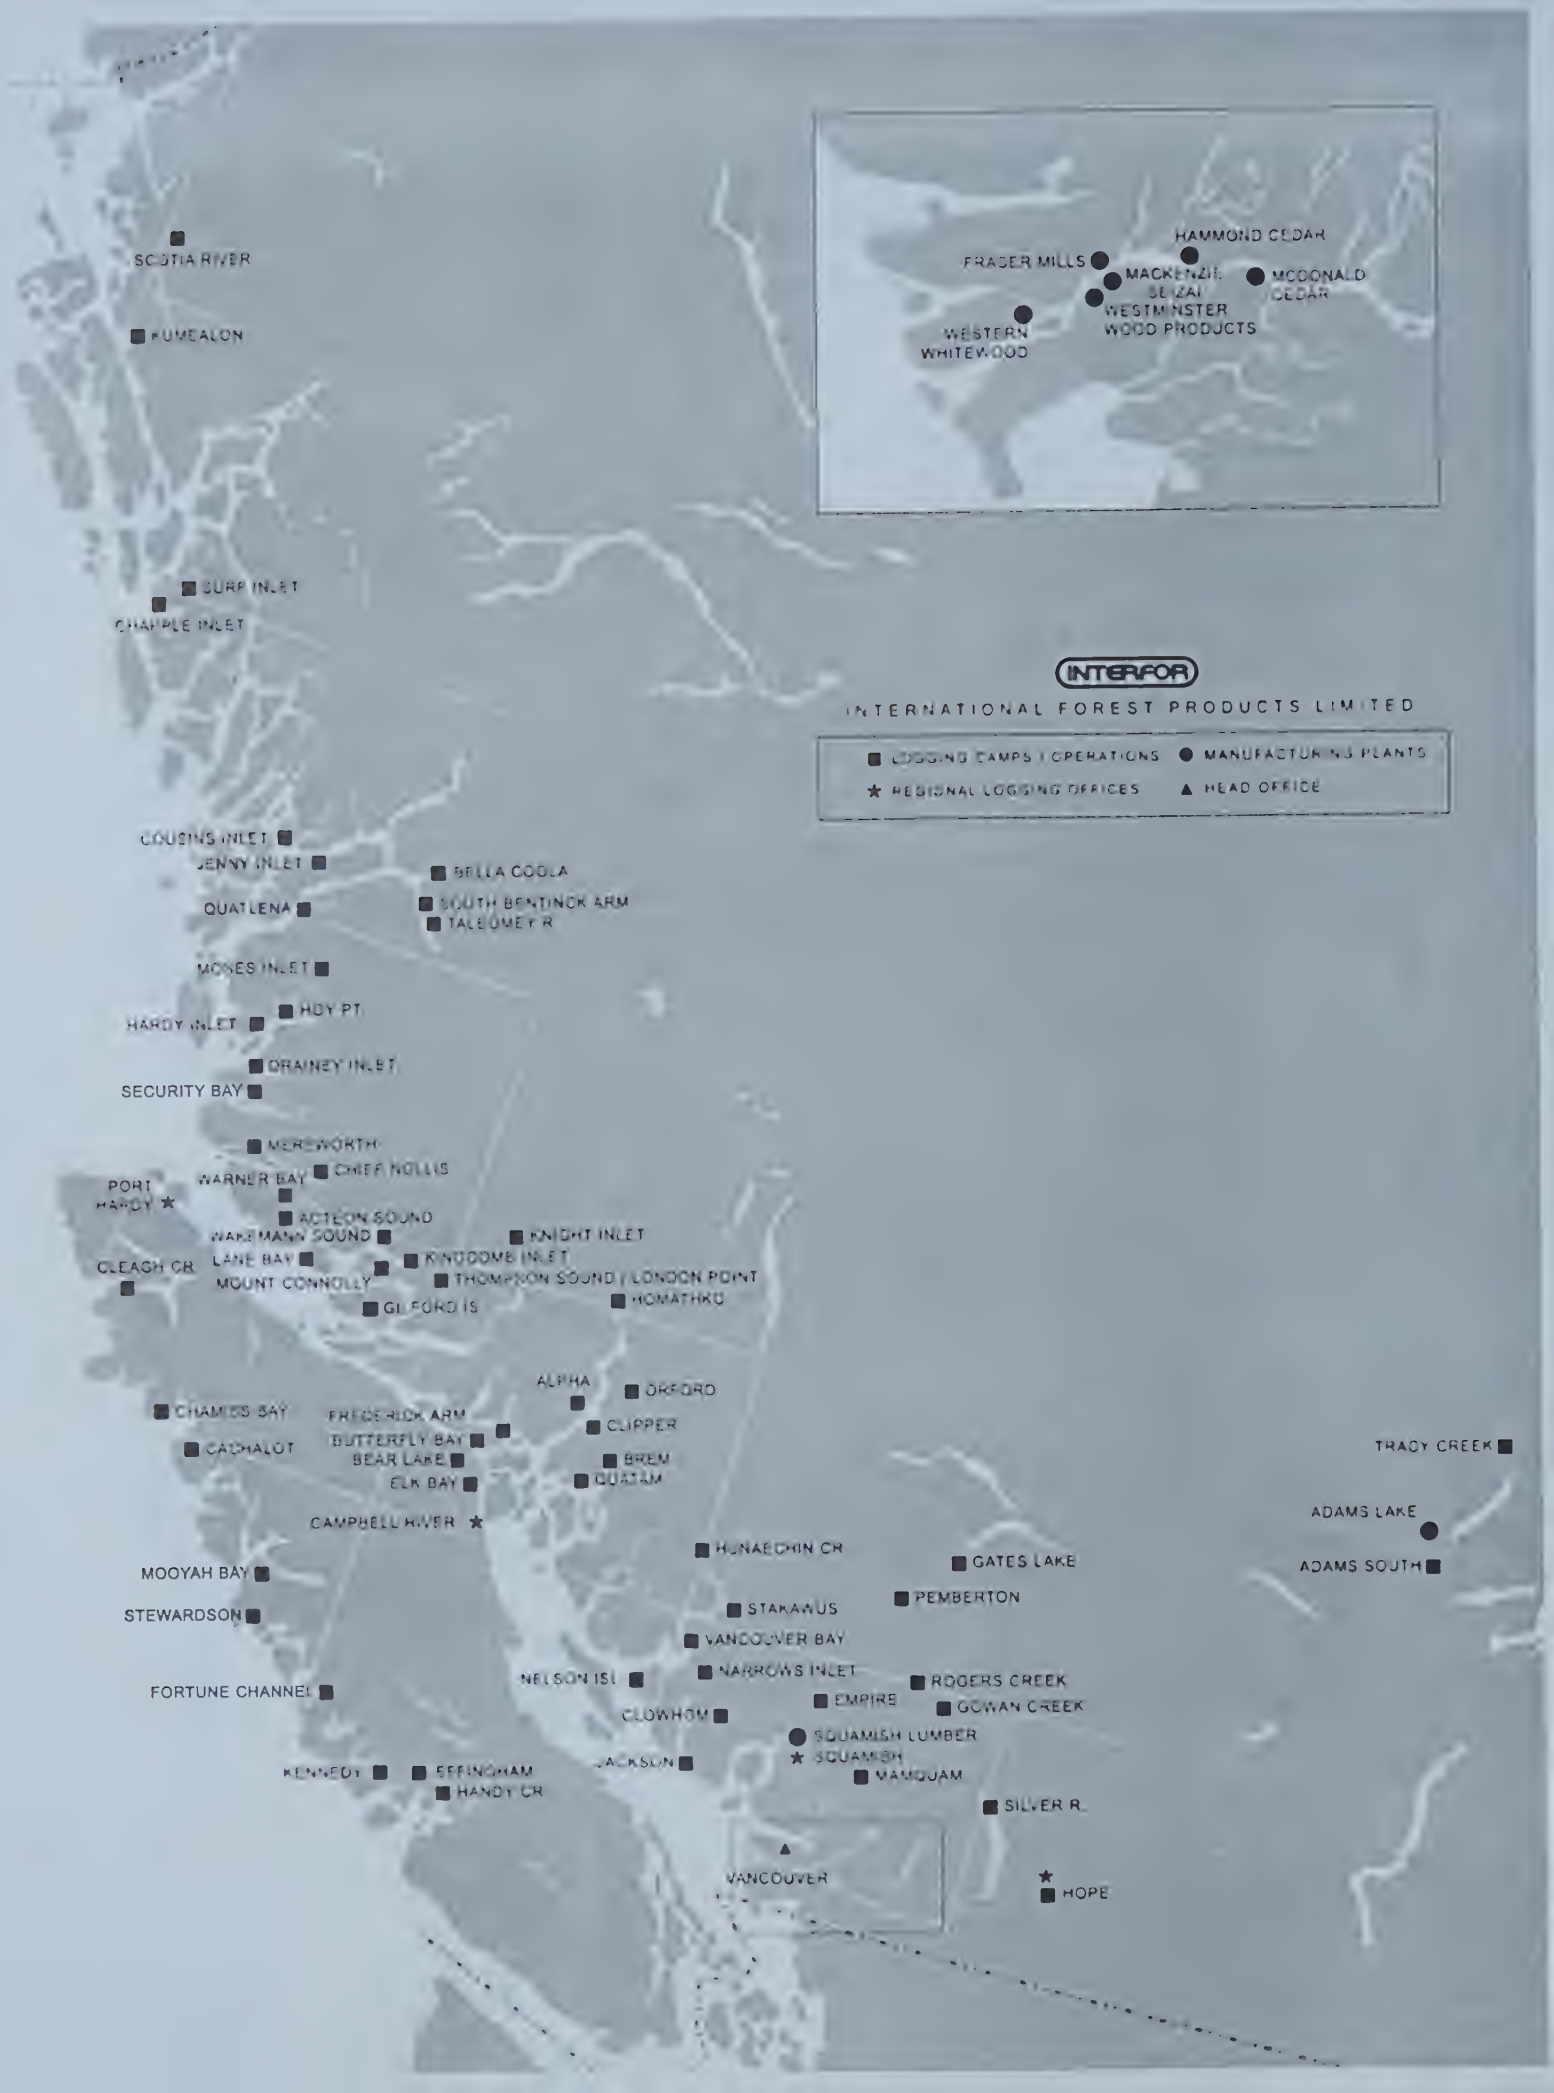 HAMMOND CEDAR
FRASER MILLS
MACKENZIE
SEIZAI
MCDONALD
CEDAR
WESTMINSTER
WOOD PRODUCTS
WESTERN
WHITEWOOD
SCOTIA RIVER
KUMEALON
SURF INLET
CHAPPLE INLET
INTERFOR
INTERNATIONAL FOREST PRODUCTS LIMITED
LOGGING CAMPS / OPERATIONS
MANUFACTURING PLANTS
REGIONAL LOGGING OFFICES
HEAD OFFICE
COUSINS INLET
JENNY INLET
BELLA COOLA
QUATLENA
SOUTH BENTINCK ARM
TALEOMEY R
MOSES INLET
HOY PT.
HARDY INLET
DRAINEY INLET
SECURITY BAY
MEREWORTH
CHIEF NOLLIS
WARNER BAY
PORT
HARDY
ACTEON SOUND
WAKEMANN SOUND
KNIGHT INLET
LANE BAY
KINGCOME INLET
CLEAGH CR.
MOUNT CONNOLLY
THOMPSON SOUND / LONDON POINT
GILFORD IS
HOMATHKO
ALPHA
ORFORD
CHAMISS BAY
FREDERICK ARM
CLIPPER
BUTTERFLY BAY
CACHALOT
BEAR LAKE
BREM
TRACY CREEK
ELK BAY
QUATAM
CAMPBELL RIVER
ADAMS LAKE
HUNAECHIN CR
GATES LAKE
ADAMS SOUTH
MOOYAH BAY
PEMBERTON
STEWARDSON
STAKAWUS
VANCOUVER BAY
NARROWS INLET
NELSON ISL
ROGERS CREEK
FORTUNE CHANNEL
EMPIRE
GOWAN CREEK
CLOWHOM
SQUAMISH LUMBER
SQUAMISH
JACKSON
KENNEDY
EFFINGHAM
MAMQUAM
HANDY CR
SILVER R.
VANCOUVER
HOPE